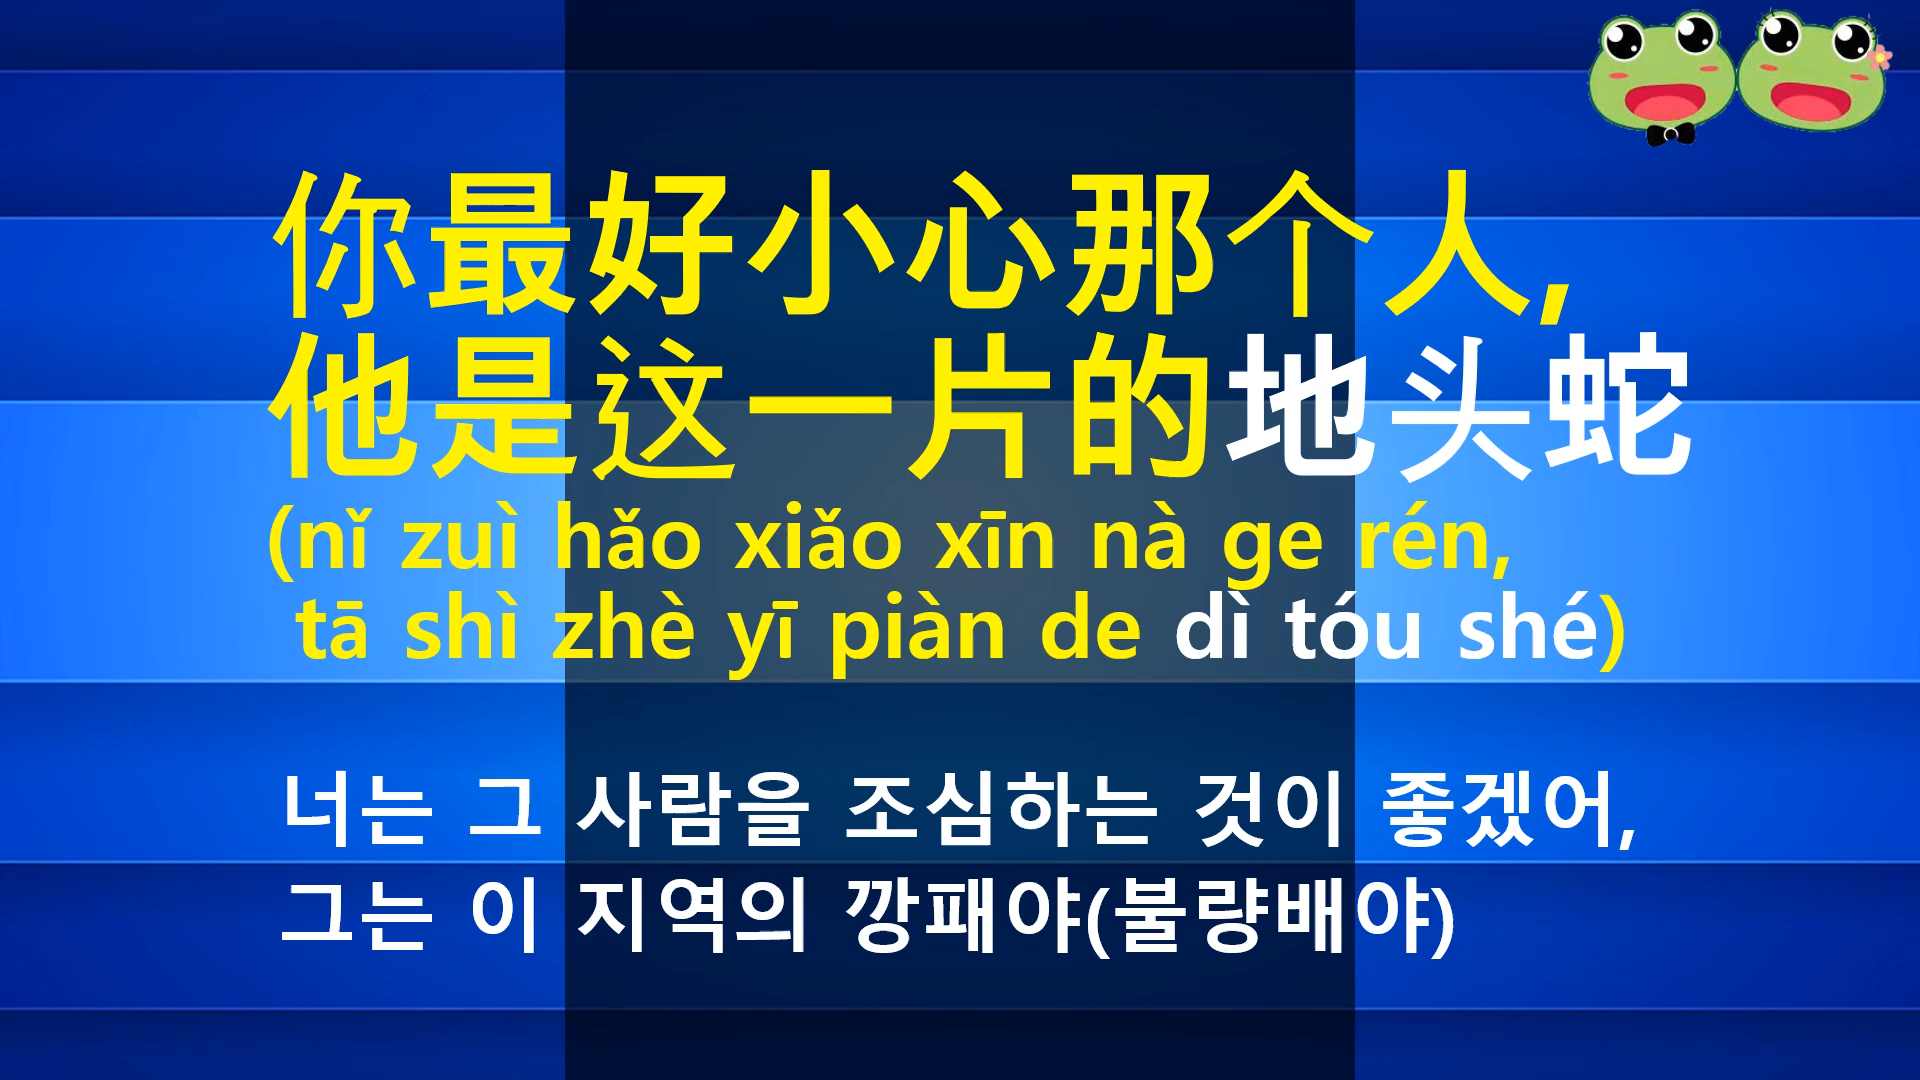 你最好小心那个人,
他是这一片的地头蛇
(nǐ zuì hǎo xiǎo xīn nà ge rén,
tā shì zhè yī piàn de dì tóu shé)
너는 그 사람을 조심하는 것이 좋겠어,
그는 이 지역의 깡패야(불량배야)